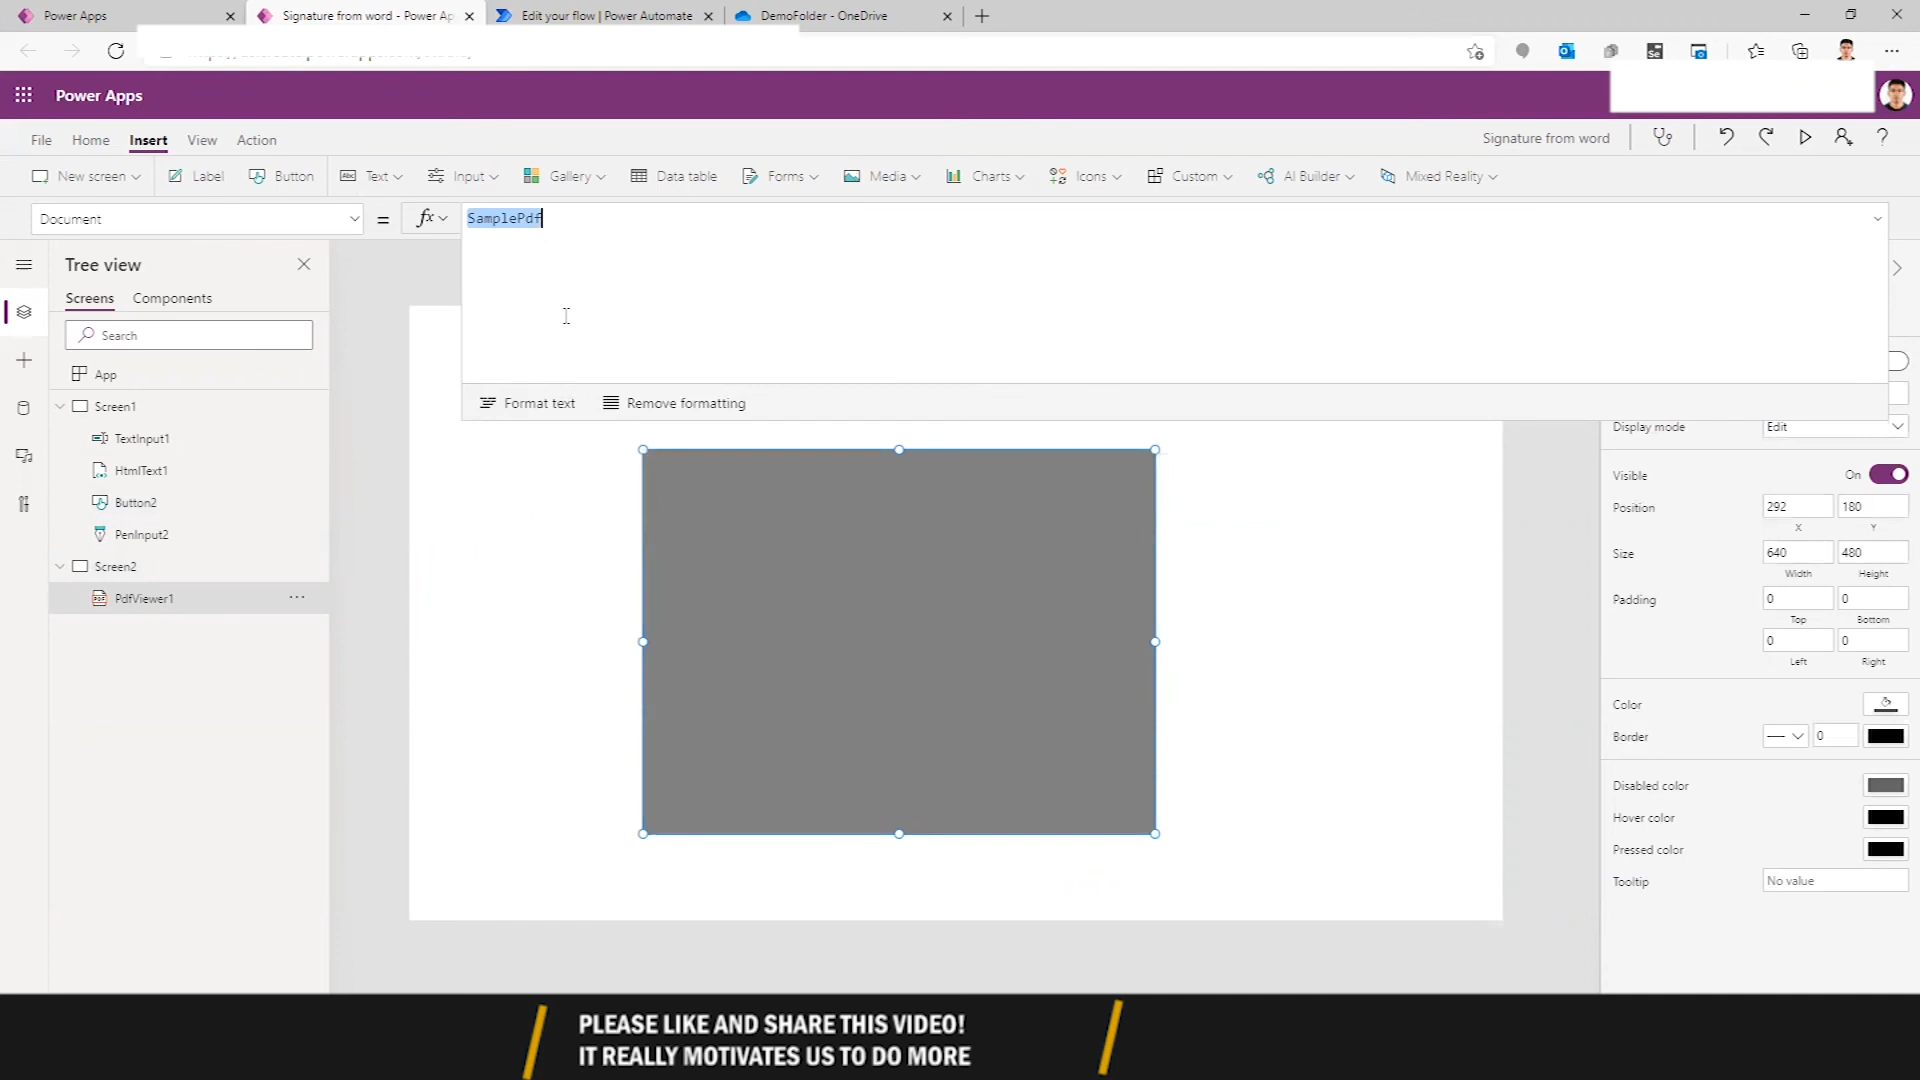 Power Apps
Signature from word - Power Ap
Edit your flow | Power Automate
DemoFolder - OneDrive
Power Apps
File
Home
Insert
View
Action
Signature from word
New screen
Label
Button
Text
Input
Gallery
Data table
Forms
Media
Charts
Icons
Custom
AI Builder
Mixed Reality
Document
=
fx
SamplePdf
Format text
Remove formatting
Tree view
Screens
Components
Search
App
Screen1
TextInput1
HtmlText1
Button2
PenInput2
Screen2
PdfViewer1
...
Display mode
Edit
Visible
On
Position
292
180
X
Y
Size
640
480
Width
Height
Padding
0
0
Top
Bottom
0
0
Left
Right
Color
Border
0
Disabled color
Hover color
Pressed color
Tooltip
No value
PLEASE LIKE AND SHARE THIS VIDEO!
IT REALLY MOTIVATES US TO DO MORE